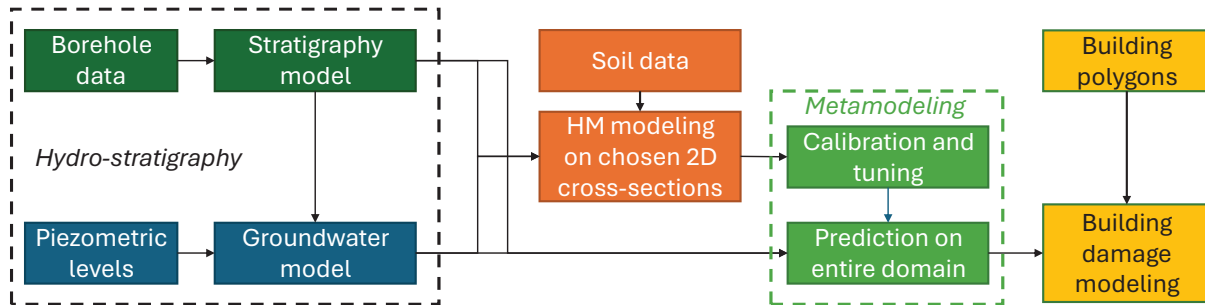 Borehole
data
Stratigraphy
model
Hydro-stratigraphy
Piezometric
levels
Groundwater
model
Soil data
HM modeling
on chosen 2D
cross-sections
Metamodeling
Calibration and
tuning
Prediction on
entire domain
Building
polygons
Building
damage
modeling